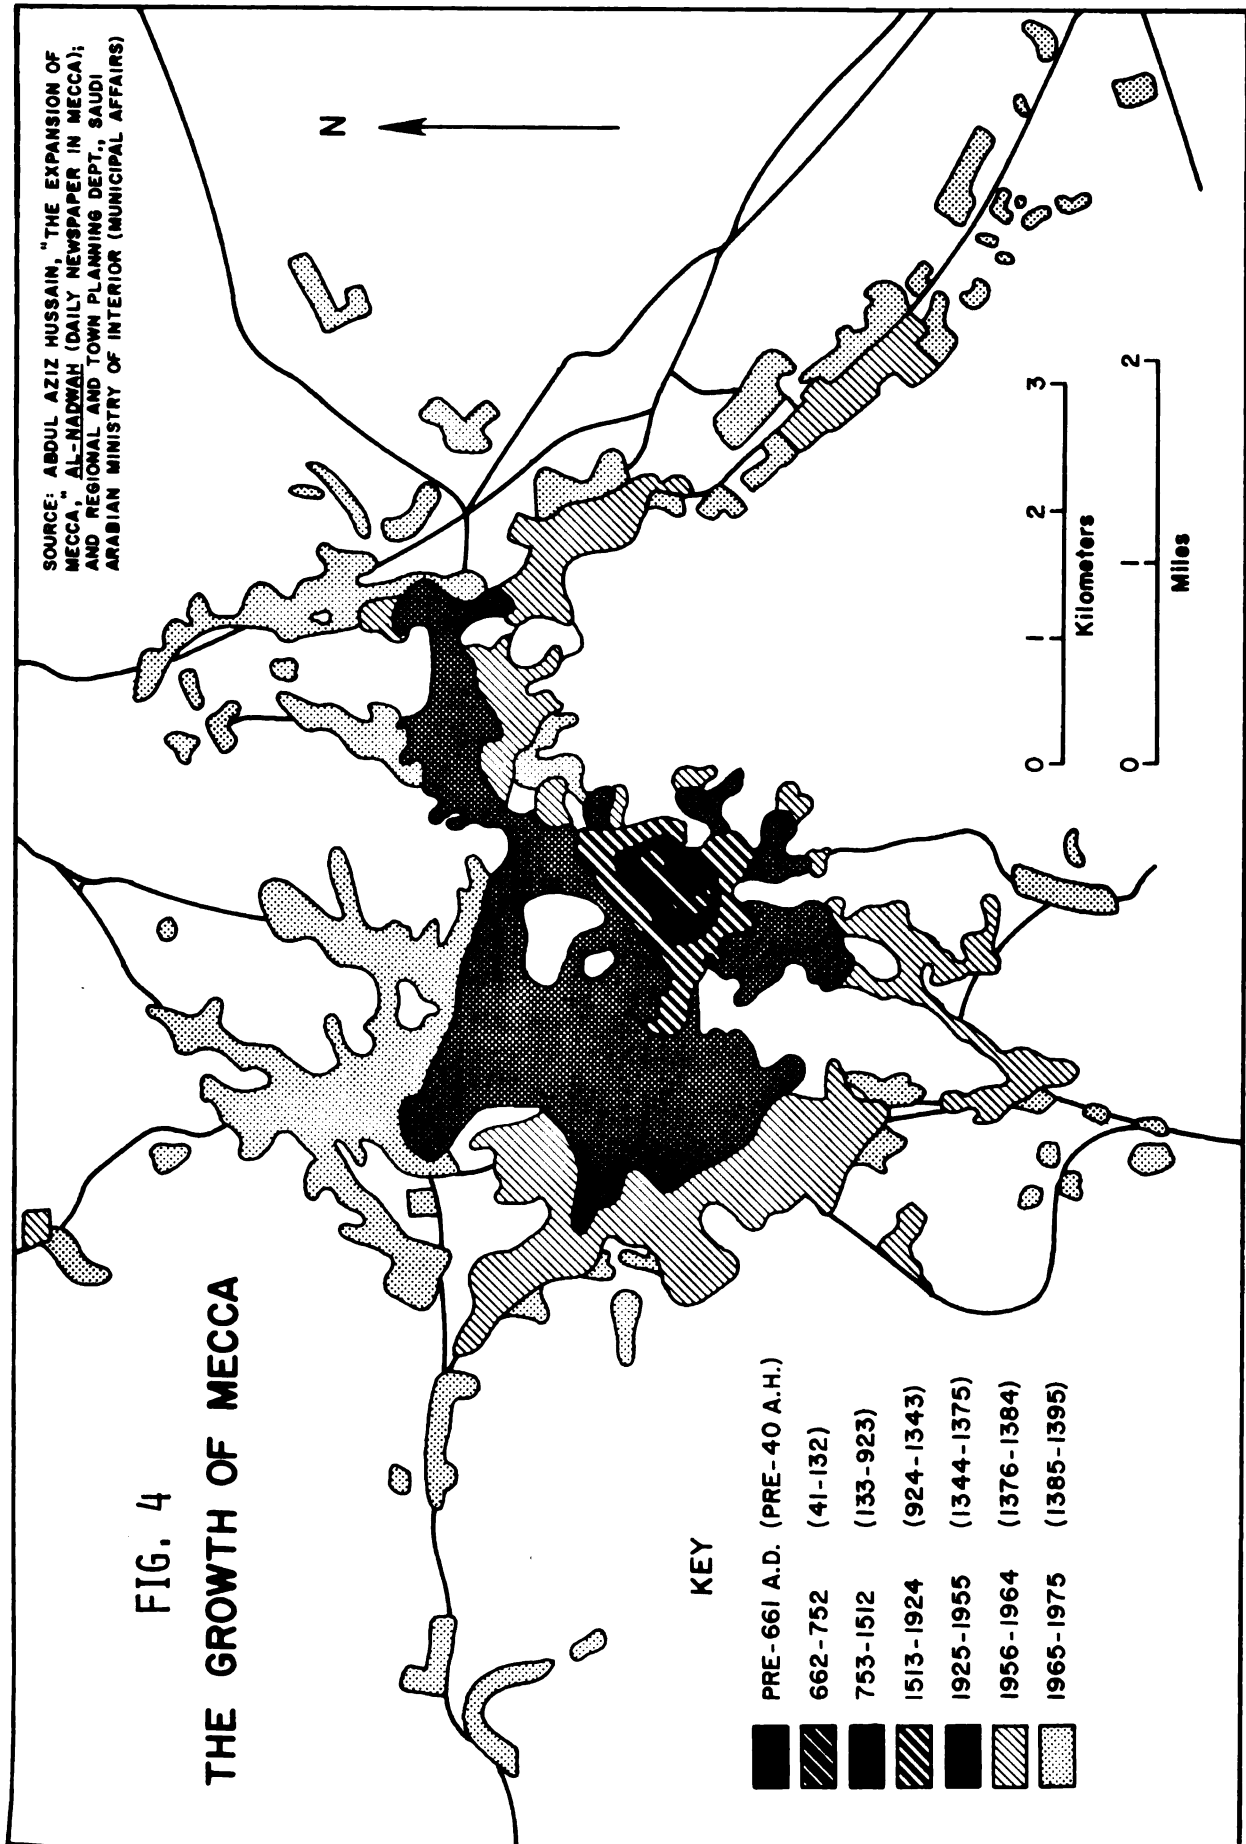 FIG. 4
THE GROWTH OF MECCA
SOURCE: ABDUL AZIZ HUSSAIN, "THE EXPANSION OF
MECCA," AL-NADWAH (DAILY NEWSPAPER IN MECCA);
AND REGIONAL AND TOWN PLANNING DEPT., SAUDI
ARABIAN MINISTRY OF INTERIOR (MUNICIPAL AFFAIRS)
N
KEY
PRE-661 A.D. (PRE-40 A.H.)
662-752 (41-132)
753-1512 (133-923)
1513-1924 (924-1343)
1925-1955 (1344-1375)
1956-1964 (1376-1384)
1965-1975 (1385-1395)
0 1 2 3
Kilometers
0 1 2
Miles